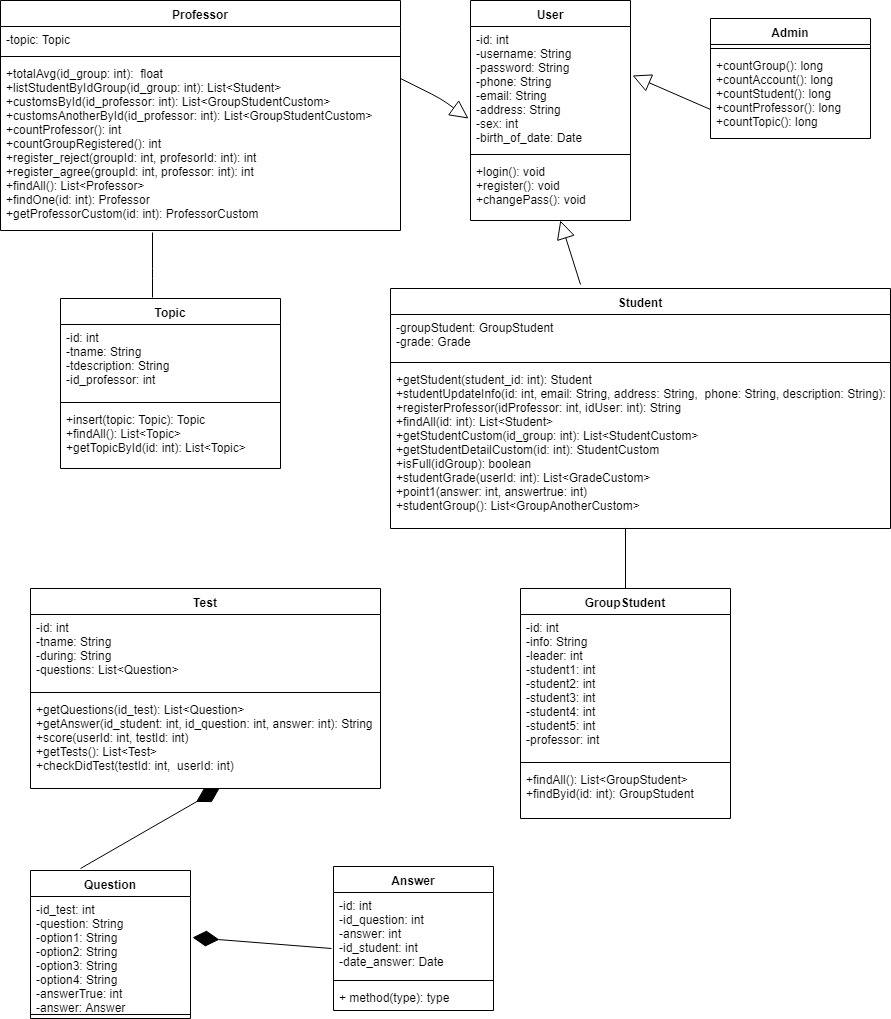 Professor
-topic: Topic
+totalAvg(id_group: int):  float
+listStudentByIdGroup(id_group: int): List<Student>
+customsById(id_professor: int): List<GroupStudentCustom>
+customsAnotherById(id_professor: int): List<GroupStudentCustom>
+countProfessor(): int
+countGroupRegistered(): int
+register_reject(groupId: int, profesorId: int): int
+register_agree(groupId: int, professor: int): int
+findAll(): List<Professor>
+findOne(id: int): Professor
+getProfessorCustom(id: int): ProfessorCustom
User
-id: int
-username: String
-password: String
-phone: String
-email: String
-address: String
-sex: int
-birth_of_date: Date
+login(): void
+register(): void
+changePass(): void
Admin
+countGroup(): long
+countAccount(): long
+countStudent(): long
+countProfessor(): long
+countTopic(): long
Topic
-id: int
-tname: String
-tdescription: String
-id_professor: int
+insert(topic: Topic): Topic
+findAll(): List<Topic>
+getTopicById(id: int): List<Topic>
Student
-groupStudent: GroupStudent
-grade: Grade
+getStudent(student_id: int): Student
+studentUpdateInfo(id: int, email: String, address: String,  phone: String, description: String):
+registerProfessor(idProfessor: int, idUser: int): String
+findAll(id: int): List<Student>
+getStudentCustom(id_group: int): List<StudentCustom>
+getStudentDetailCustom(id: int): StudentCustom
+isFull(idGroup): boolean
+studentGrade(userId: int): List<GradeCustom>
+point1(answer: int, answertrue: int)
+studentGroup(): List<GroupAnotherCustom>
Test
-id: int
-tname: String
-during: String
-questions: List<Question>
+getQuestions(id_test): List<Question>
+getAnswer(id_student: int, id_question: int, answer: int): String
+score(userId: int, testId: int)
+getTests(): List<Test>
+checkDidTest(testId: int,  userId: int)
GroupStudent
-id: int
-info: String
-leader: int
-student1: int
-student2: int
-student3: int
-student4: int
-student5: int
-professor: int
+findAll(): List<GroupStudent>
+findByid(id: int): GroupStudent
Question
-id_test: int
-question: String
-option1: String
-option2: String
-option3: String
-option4: String
-answerTrue: int
-answer: Answer
Answer
-id: int
-id_question: int
-answer: int
-id_student: int
-date_answer: Date
+ method(type): type